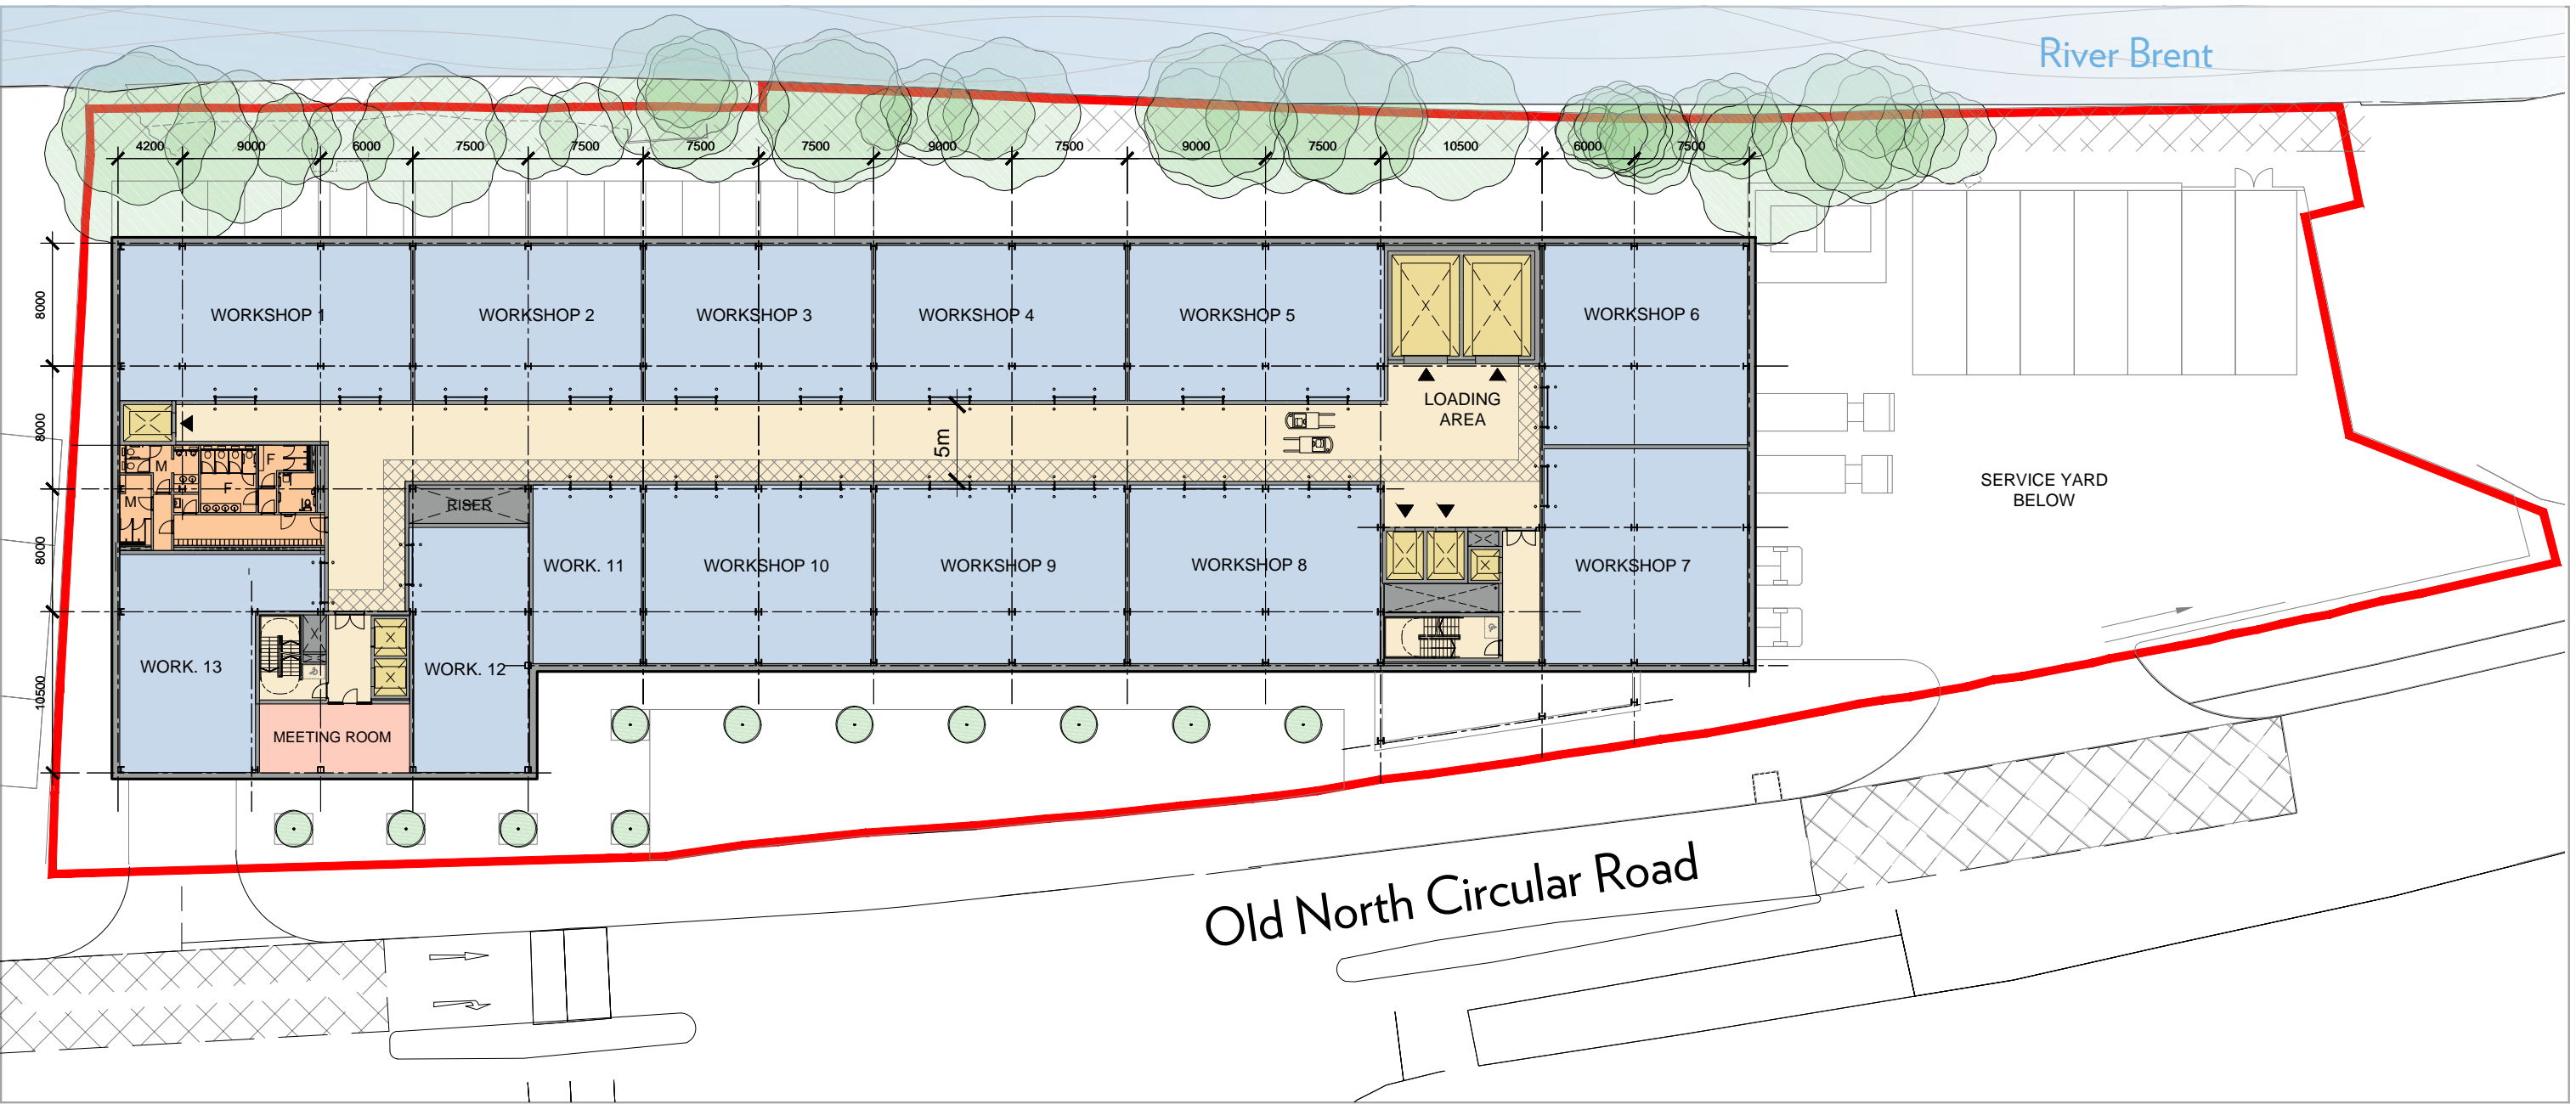 River Brent
4200 9000 6000 7500 7500 7500 7500 9000 7500 9000 7500 10500 6000 7500
8000
8000
8000
10500
WORKSHOP 1
WORKSHOP 2
WORKSHOP 3
WORKSHOP 4
WORKSHOP 5
WORKSHOP 6
LOADING
AREA
5m
M
F
M
F
RISER
SERVICE YARD
BELOW
WORK. 11
WORKSHOP 10
WORKSHOP 9
WORKSHOP 8
WORKSHOP 7
WORK. 13
WORK. 12
MEETING ROOM
Old North Circular Road